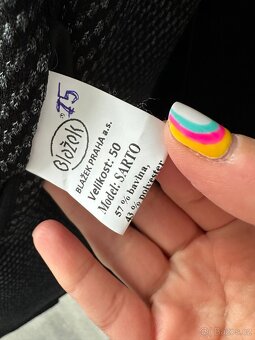 75
Blažek
BLAŽEK PRAHA a.s.
Velikost: 50
Model: SARTO
57 % bavlna,
43 % polyester